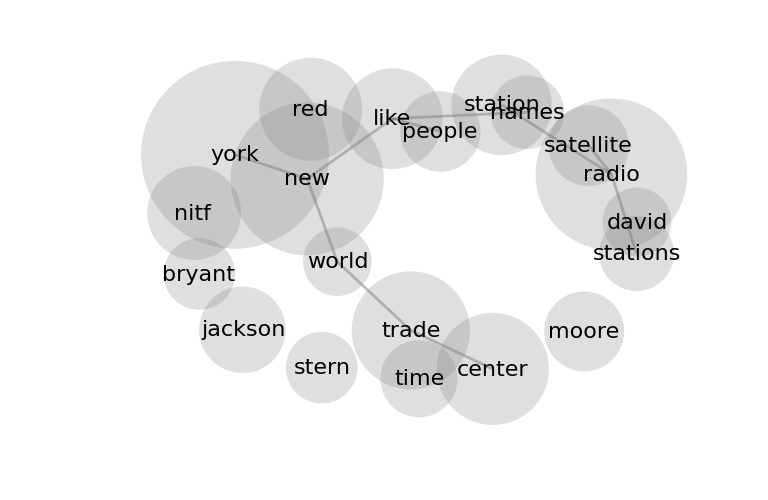 station
names
red
like
people
satellite
york
radio
new
nitf
david
stations
world
bryant
jackson
trade
moore
stern
center
time